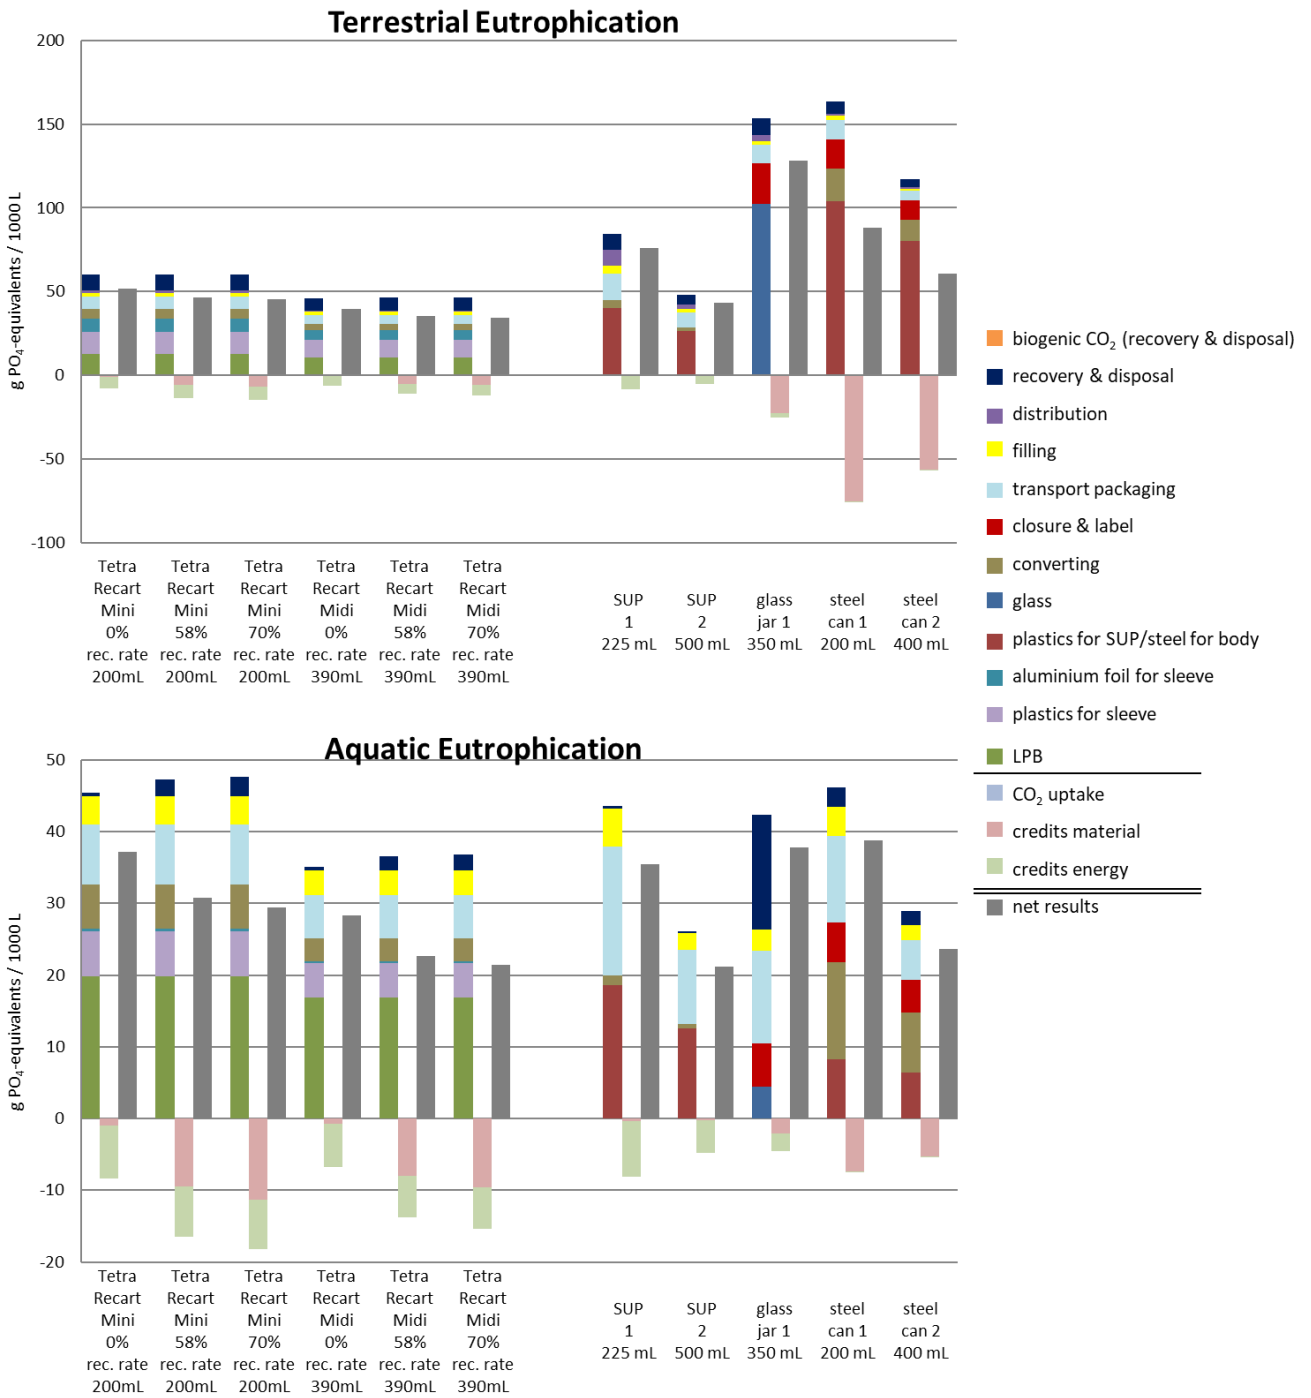 Terrestrial Eutrophication
200
150
100
50
0
-50
-100
g PO₄-equivalents / 1000 L
Tetra
Recart
Mini
0%
rec. rate
200mL
Tetra
Recart
Mini
58%
rec. rate
200mL
Tetra
Recart
Mini
70%
rec. rate
200mL
Tetra
Recart
Midi
0%
rec. rate
390mL
Tetra
Recart
Midi
58%
rec. rate
390mL
Tetra
Recart
Midi
70%
rec. rate
390mL
SUP
1
225 mL
SUP
2
500 mL
glass
jar 1
350 mL
steel
can 1
200 mL
steel
can 2
400 mL
biogenic CO₂ (recovery & disposal)
recovery & disposal
distribution
filling
transport packaging
closure & label
converting
glass
plastics for SUP/steel for body
aluminium foil for sleeve
plastics for sleeve
LPB
CO₂ uptake
credits material
credits energy
net results
Aquatic Eutrophication
50
40
30
20
10
0
-10
-20
g PO₄-equivalents / 1000 L
Tetra
Recart
Mini
0%
rec. rate
200mL
Tetra
Recart
Mini
58%
rec. rate
200mL
Tetra
Recart
Mini
70%
rec. rate
200mL
Tetra
Recart
Midi
0%
rec. rate
390mL
Tetra
Recart
Midi
58%
rec. rate
390mL
Tetra
Recart
Midi
70%
rec. rate
390mL
SUP
1
225 mL
SUP
2
500 mL
glass
jar 1
350 mL
steel
can 1
200 mL
steel
can 2
400 mL